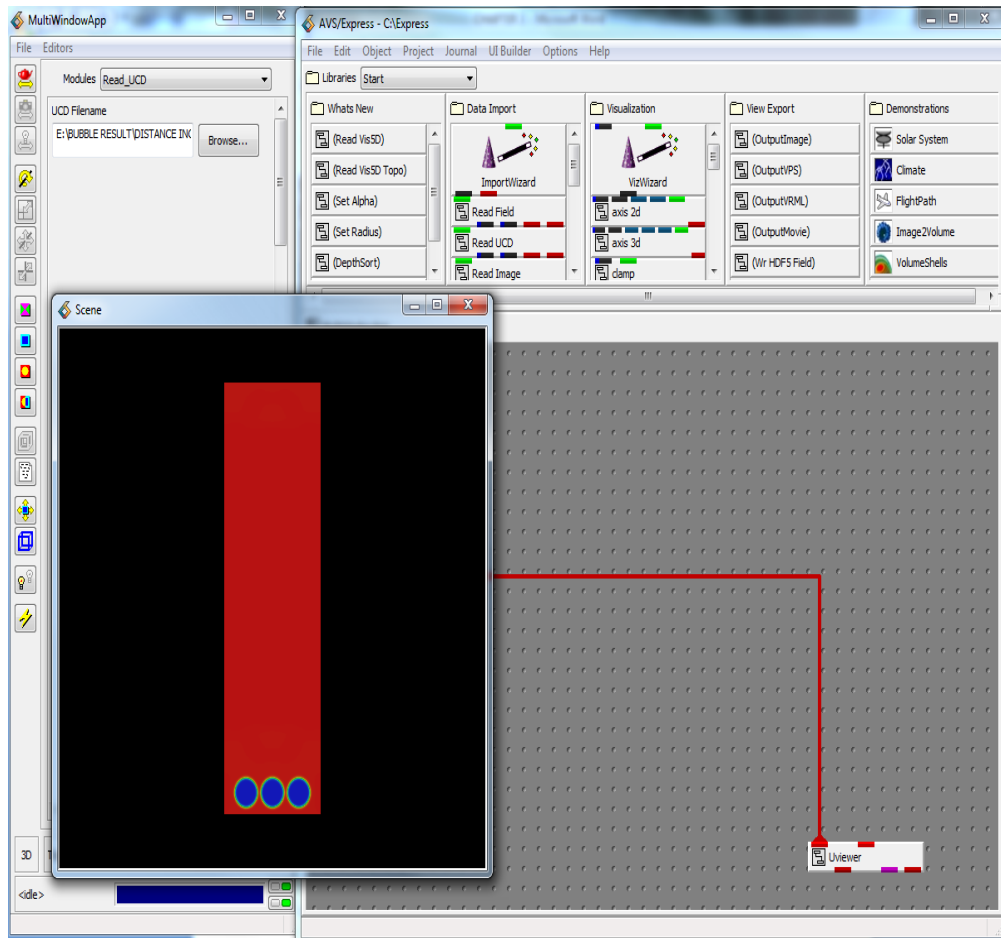 MultiWindowApp
File Editors
Modules Read_UCD
UCD Filename
E:\BUBBLE RESULT\DISTANCE INC
Browse...
3D
<idle>
AVS/Express - C:\Express
File Edit Object Project Journal UI Builder Options Help
Libraries Start
Whats New
(Read Vis5D)
(Read Vis5D Topo)
(Set Alpha)
(Set Radius)
(DepthSort)
Data Import
ImportWizard
Read Field
Read UCD
Read Image
Visualization
VizWizard
axis 2d
axis 3d
clamp
View Export
(OutputImage)
(OutputVPS)
(OutputVRML)
(OutputMovie)
(Wr HDF5 Field)
Demonstrations
Solar System
Climate
FlightPath
Image2Volume
VolumeShells
Scene
Uviewer